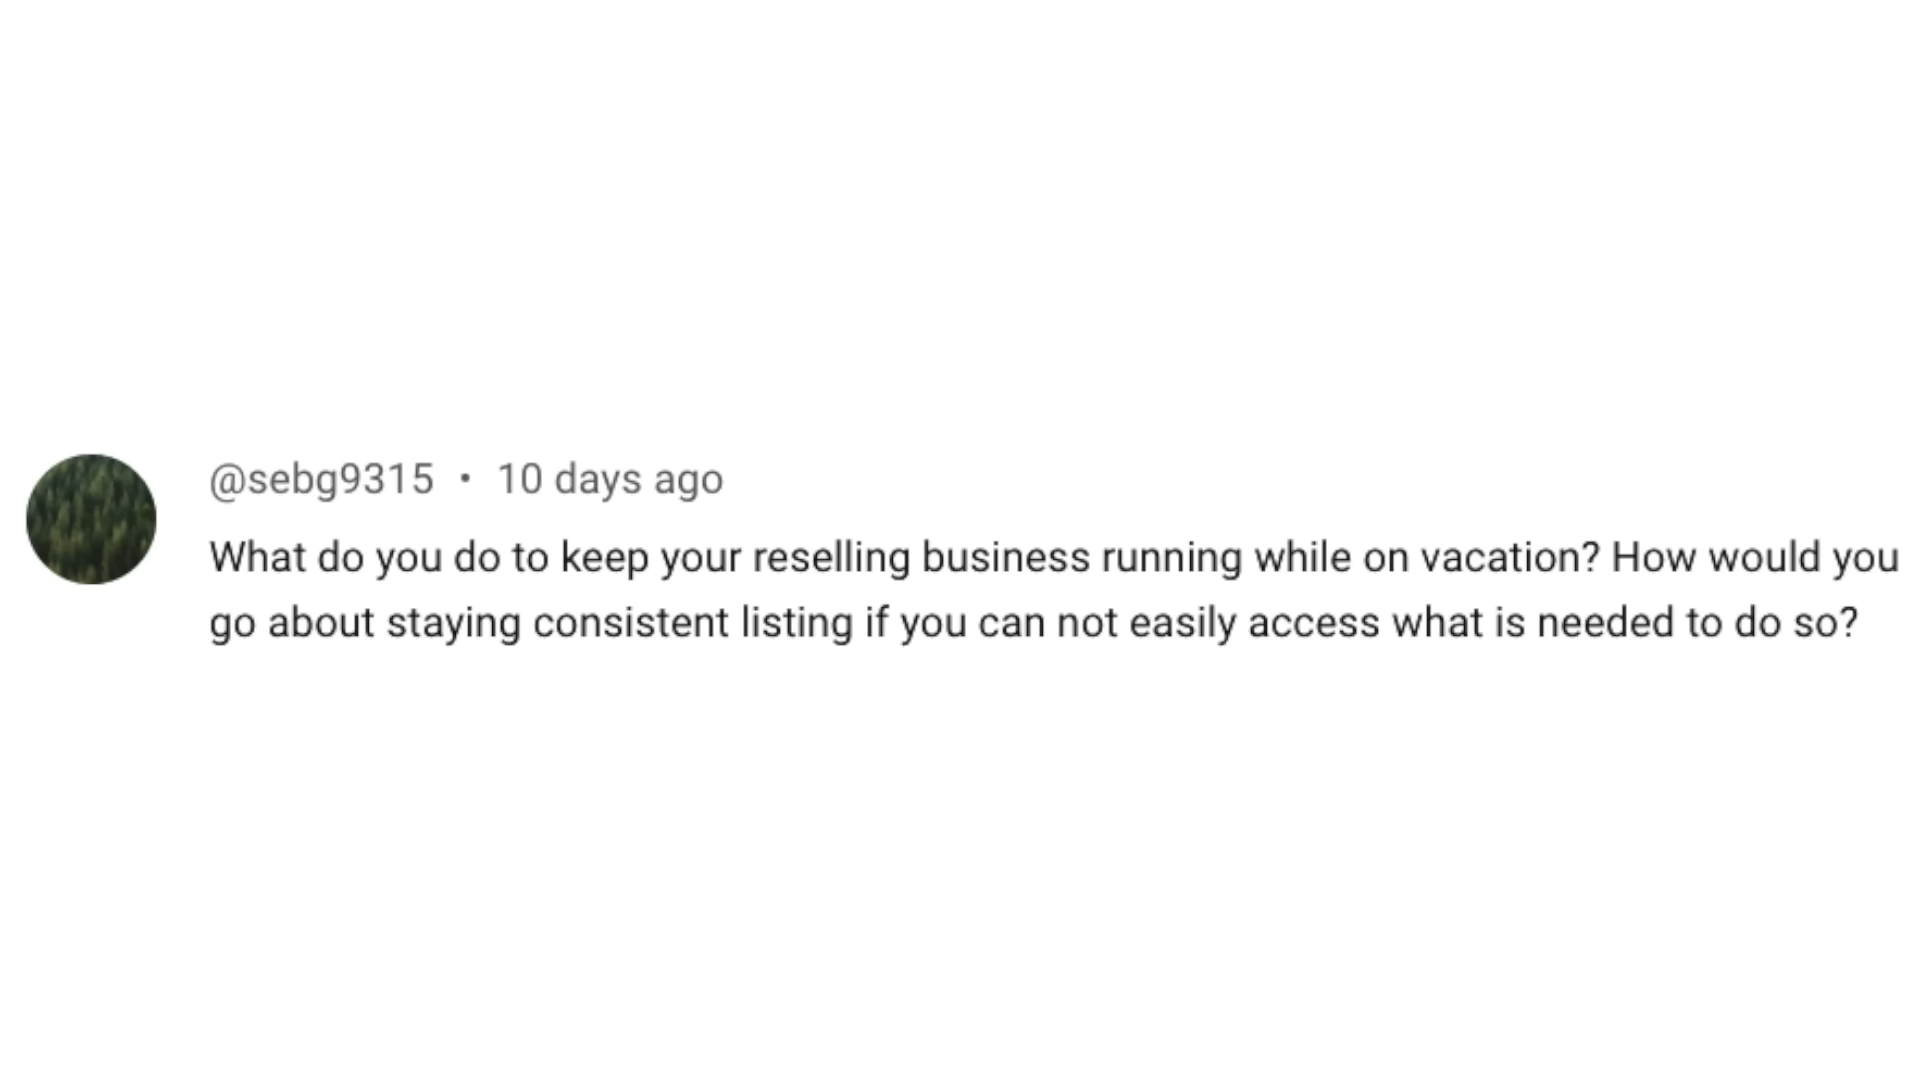 @sebg9315 • 10 days ago
What do you do to keep your reselling business running while on vacation? How would you
go about staying consistent listing if you can not easily access what is needed to do so?